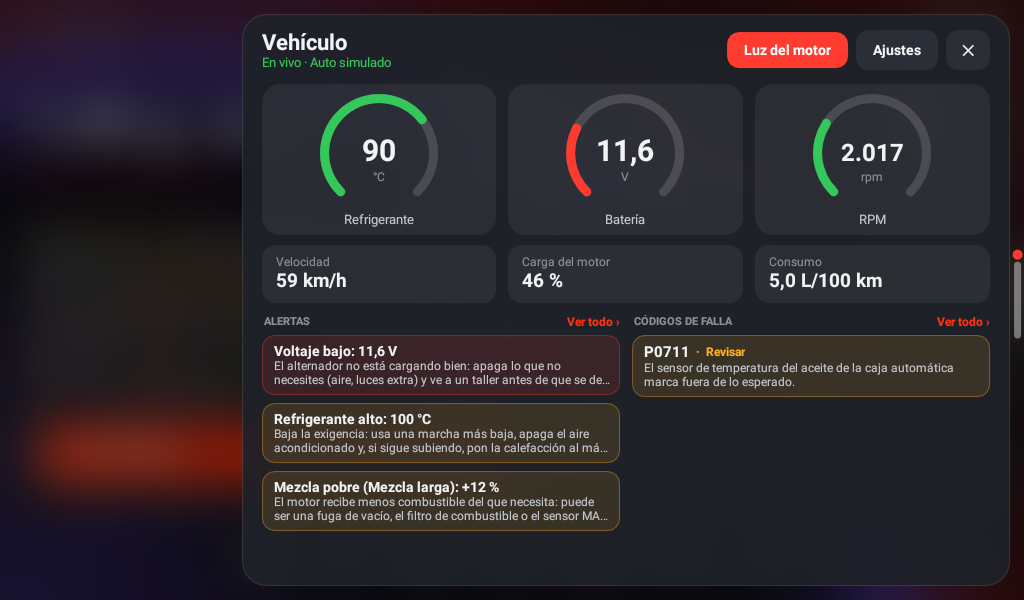 Vehículo
En vivo · Auto simulado
Luz del motor
Ajustes
90
°C
Refrigerante
11,6
V
Batería
2.017
rpm
RPM
Velocidad
59 km/h
Carga del motor
46 %
Consumo
5,0 L/100 km
ALERTAS
Ver todo ›
Voltaje bajo: 11,6 V
El alternador no está cargando bien: apaga lo que no
necesites (aire, luces extra) y ve a un taller antes de que se de…
Refrigerante alto: 100 °C
Baja la exigencia: usa una marcha más baja, apaga el aire
acondicionado y, si sigue subiendo, pon la calefacción al má…
Mezcla pobre (Mezcla larga): +12 %
El motor recibe menos combustible del que necesita: puede
ser una fuga de vacío, el filtro de combustible o el sensor MA…
CÓDIGOS DE FALLA
Ver todo ›
P0711 · Revisar
El sensor de temperatura del aceite de la caja automática
marca fuera de lo esperado.